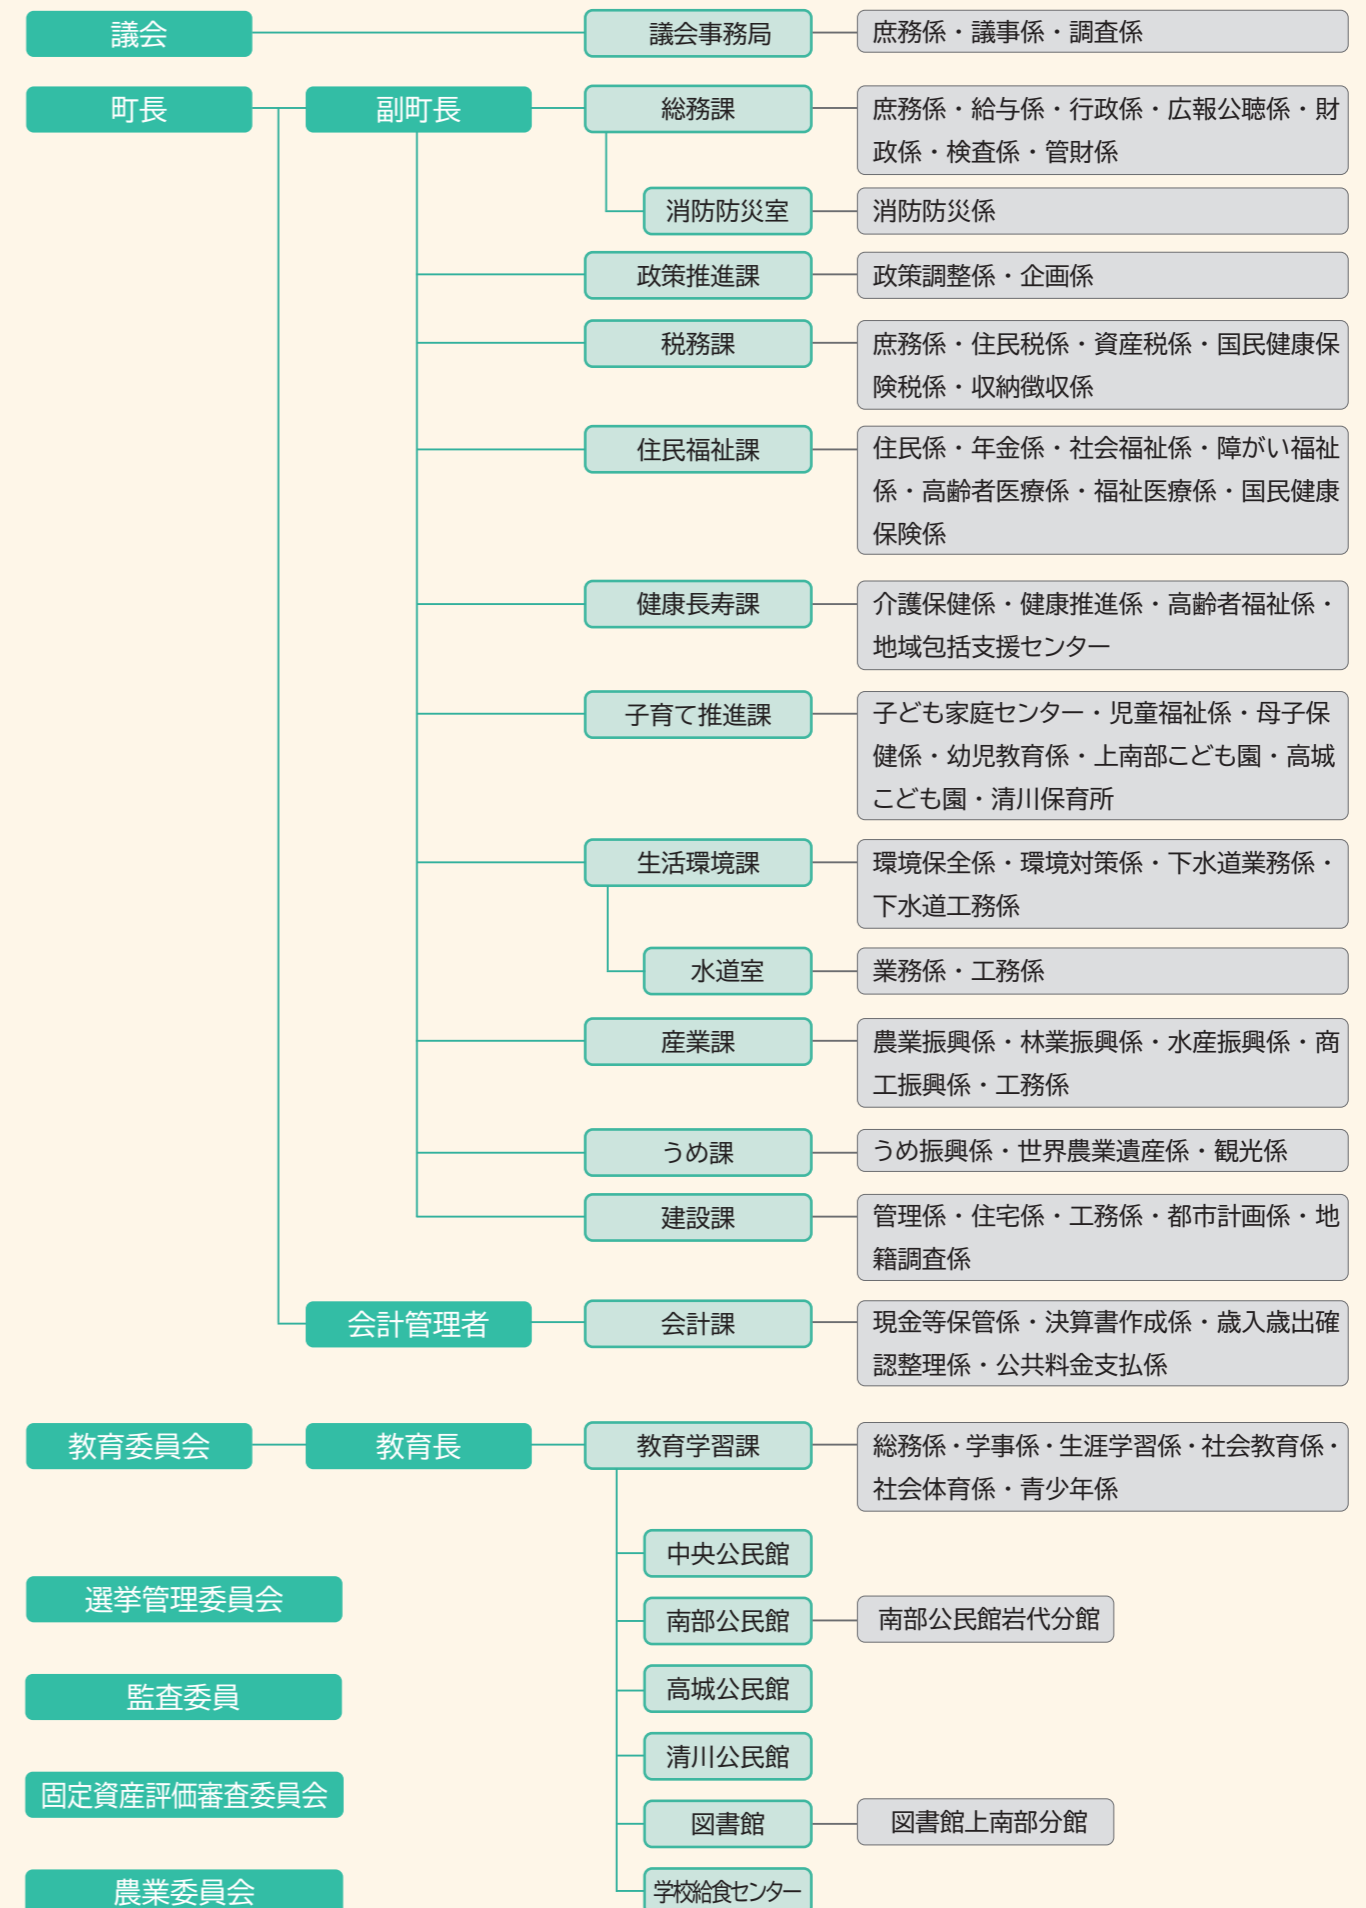 議会
議会事務局
庶務係・議事係・調査係
町長
副町長
総務課
庶務係・給与係・行政係・広報公聴係・財
政係・検査係・管財係
消防防災室
消防防災係
政策推進課
政策調整係・企画係
税務課
庶務係・住民税係・資産税係・国民健康保
険税係・収納徴収係
住民福祉課
住民係・年金係・社会福祉係・障がい福祉
係・高齢者医療係・福祉医療係・国民健康
保険係
健康長寿課
介護保健係・健康推進係・高齢者福祉係・
地域包括支援センター
子育て推進課
子ども家庭センター・児童福祉係・母子保
健係・幼児教育係・上南部こども園・高城
こども園・清川保育所
生活環境課
環境保全係・環境対策係・下水道業務係・
下水道工務係
水道室
業務係・工務係
産業課
農業振興係・林業振興係・水産振興係・商
工振興係・工務係
うめ課
うめ振興係・世界農業遺産係・観光係
建設課
管理係・住宅係・工務係・都市計画係・地
籍調査係
会計管理者
会計課
現金等保管係・決算書作成係・歳入歳出確
認整理係・公共料金支払係
教育委員会
教育長
教育学習課
総務係・学事係・生涯学習係・社会教育係・
社会体育係・青少年係
中央公民館
南部公民館
南部公民館岩代分館
高城公民館
清川公民館
図書館
図書館上南部分館
学校給食センター
選挙管理委員会
監査委員
固定資産評価審査委員会
農業委員会